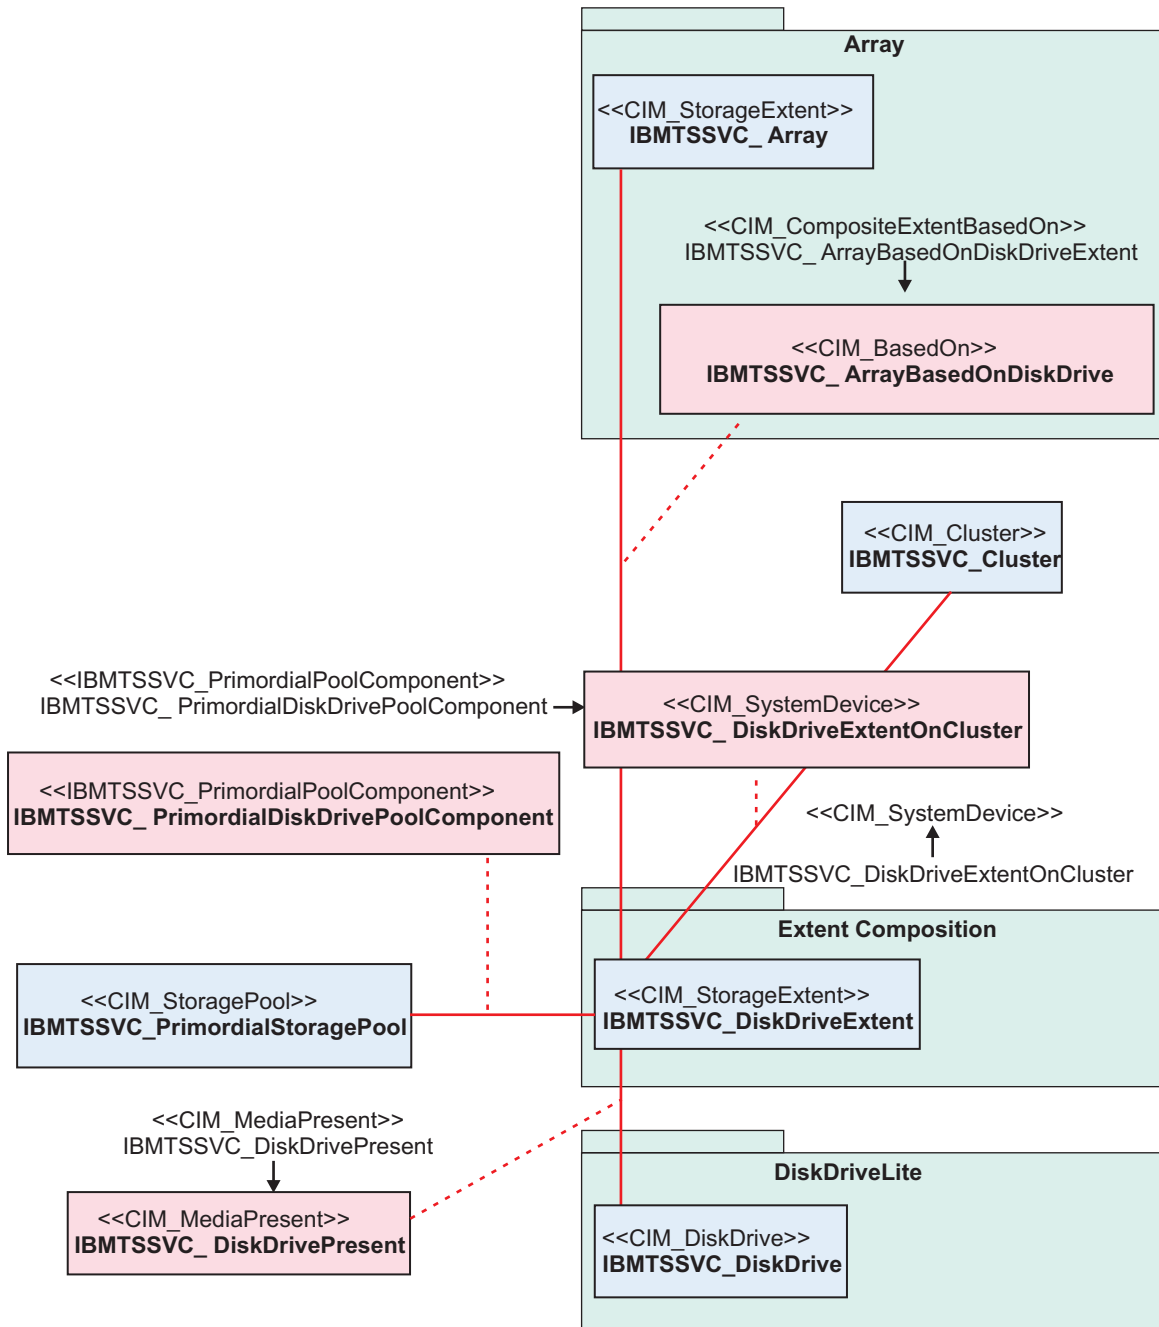 Array
<<CIM_StorageExtent>>
IBMTSSVC_ Array
<<CIM_CompositeExtentBasedOn>>
IBMTSSVC_ ArrayBasedOnDiskDriveExtent
<<CIM_BasedOn>>
IBMTSSVC_ ArrayBasedOnDiskDrive
<<CIM_Cluster>>
IBMTSSVC_Cluster
<<IBMTSSVC_PrimordialPoolComponent>>
IBMTSSVC_ PrimordialDiskDrivePoolComponent
<<CIM_SystemDevice>>
IBMTSSVC_ DiskDriveExtentOnCluster
<<IBMTSSVC_PrimordialPoolComponent>>
IBMTSSVC_ PrimordialDiskDrivePoolComponent
<<CIM_SystemDevice>>
IBMTSSVC_DiskDriveExtentOnCluster
Extent Composition
<<CIM_StoragePool>>
IBMTSSVC_PrimordialStoragePool
<<CIM_StorageExtent>>
IBMTSSVC_DiskDriveExtent
<<CIM_MediaPresent>>
IBMTSSVC_DiskDrivePresent
DiskDriveLite
<<CIM_MediaPresent>>
IBMTSSVC_ DiskDrivePresent
<<CIM_DiskDrive>>
IBMTSSVC_DiskDrive